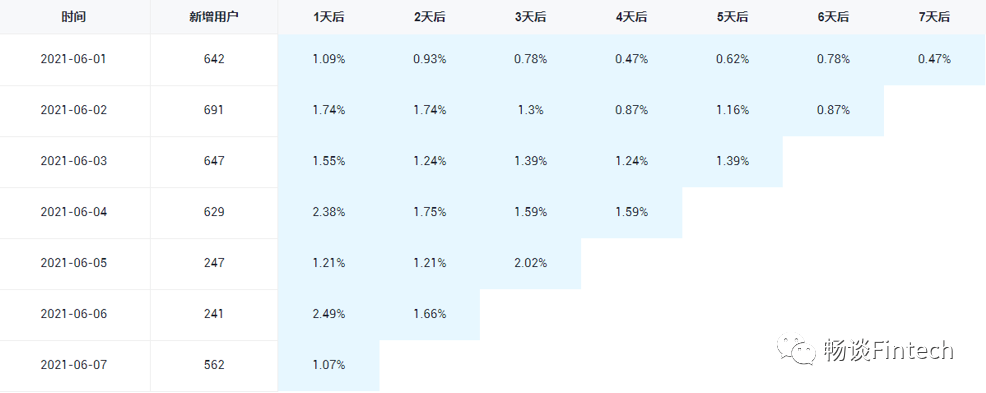 时间 新增用户 1天后 2天后 3天后 4天后 5天后 6天后 7天后
2021-06-01 642 1.09% 0.93% 0.78% 0.47% 0.62% 0.78% 0.47%
2021-06-02 691 1.74% 1.74% 1.3% 0.87% 1.16% 0.87%
2021-06-03 647 1.55% 1.24% 1.39% 1.24% 1.39%
2021-06-04 629 2.38% 1.75% 1.59% 1.59%
2021-06-05 247 1.21% 1.21% 2.02%
2021-06-06 241 2.49% 1.66%
2021-06-07 562 1.07%
畅谈Fintech